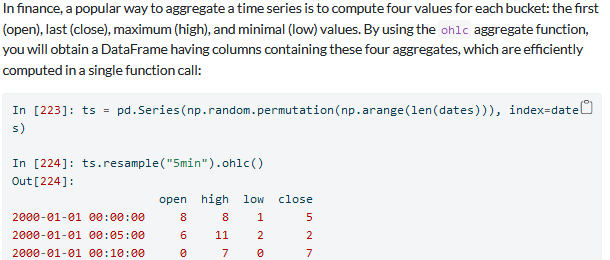 In finance, a popular way to aggregate a time series is to compute four values for each bucket: the first
(open), last (close), maximum (high), and minimal (low) values. By using the ohlc aggregate function,
you will obtain a DataFrame having columns containing these four aggregates, which are efficiently
computed in a single function call:
In [223]: ts = pd.Series(np.random.permutation(np.arange(len(dates))), index=date
s)
In [224]: ts.resample("5min").ohlc()
Out[224]:
open high low close
2000-01-01 00:00:00 8 8 1 5
2000-01-01 00:05:00 6 11 2 2
2000-01-01 00:10:00 0 7 0 7